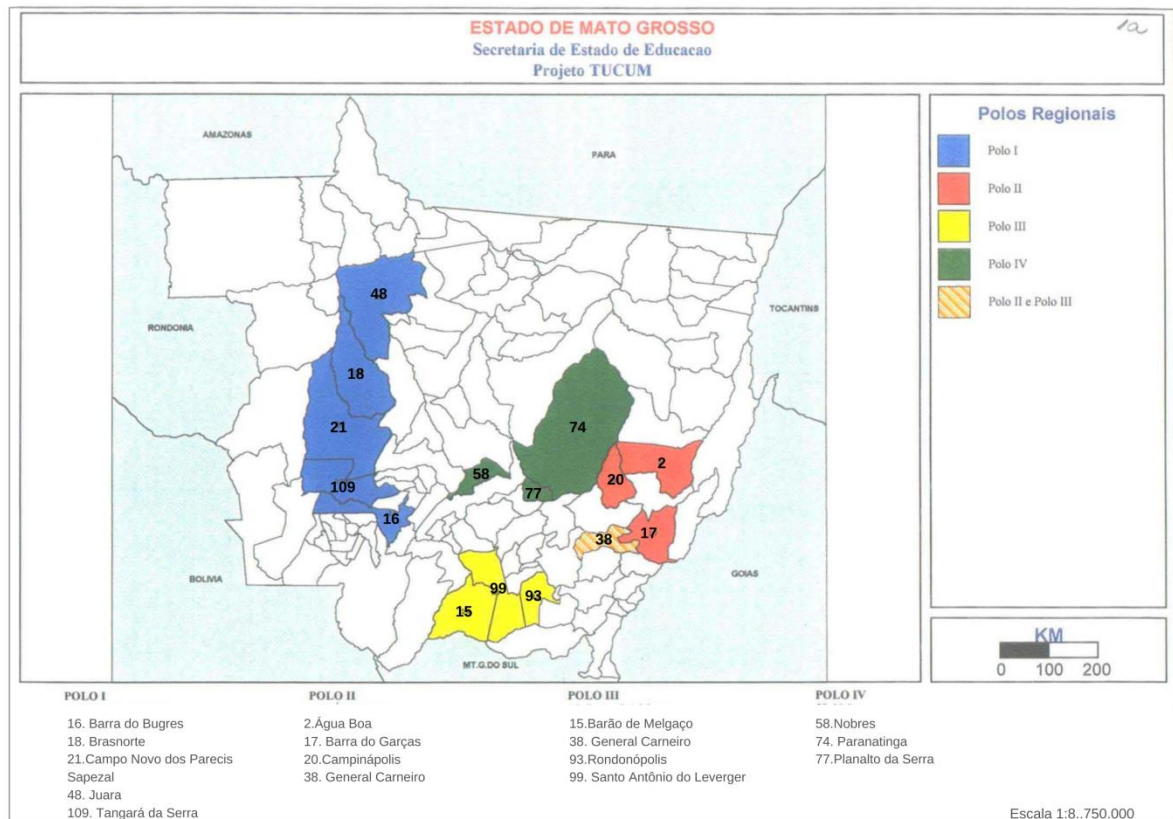 ESTADO DE MATO GROSSO
Secretaria de Estado de Educacao
Projeto TUCUM
1a
AMAZONAS
PARA
RONDONIA
TOCANTINS
BOLIVIA
GOIAS
MT.G.DO SUL
48
18
21
109
16
58
74
77
20
2
17
38
99
93
15
Polos Regionais
Polo I
Polo II
Polo III
Polo IV
Polo II e Polo III
KM
0 100 200
POLO I
16. Barra do Bugres
18. Brasnorte
21.Campo Novo dos Parecis
Sapezal
48. Juara
109. Tangará da Serra
POLO II
2.Água Boa
17. Barra do Garças
20.Campinápolis
38. General Carneiro
POLO III
15.Barão de Melgaço
38. General Carneiro
93.Rondonópolis
99. Santo Antônio do Leverger
POLO IV
58.Nobres
74. Paranatinga
77.Planalto da Serra
Escala 1:8..750.000